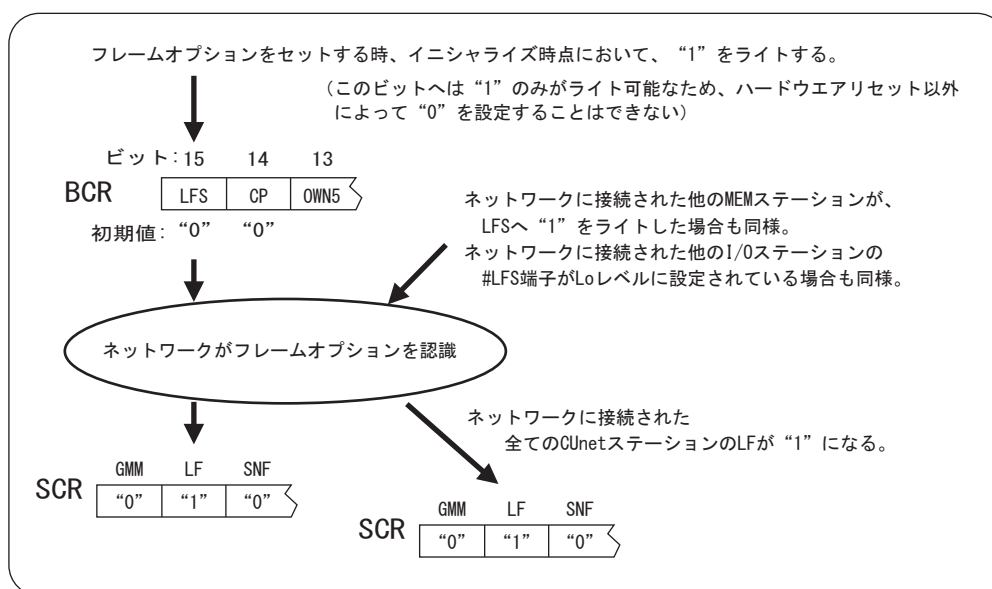 フレームオプションをセットする時、イニシャライズ時点において、“1”をライトする。
（このビットへは“1”のみがライト可能なため、ハードウエアリセット以外
によって“0”を設定することはできない）
ビット：15 14 13
BCR LFS CP OWN5
初期値：“0” “0”
ネットワークに接続された他のMEMステーションが、
LFSへ“1”をライトした場合も同様。
ネットワークに接続された他のI/Oステーションの
#LFS端子がLoレベルに設定されている場合も同様。
ネットワークがフレームオプションを認識
ネットワークに接続された
全てのCUnetステーションのLFが“1”になる。
GMM LF SNF
SCR “0” “1” “0”
GMM LF SNF
SCR “0” “1” “0”